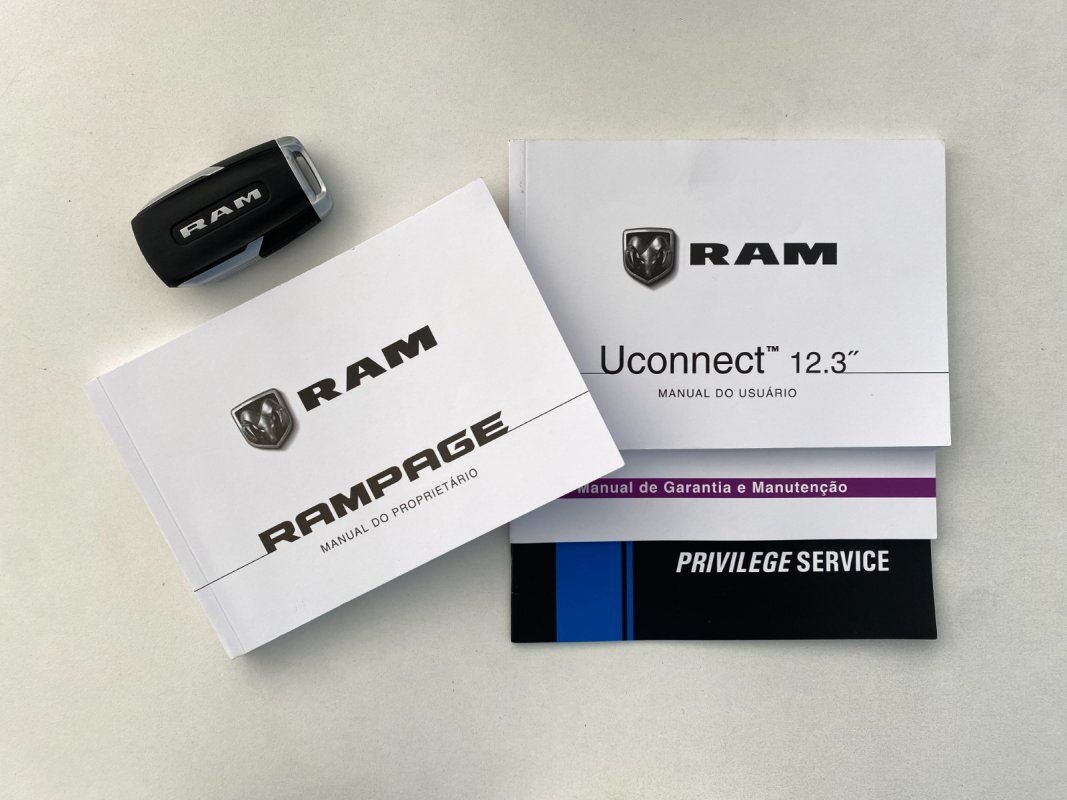 RAM
RAM
RAMPAGE
MANUAL DO PROPRIETÁRIO
RAM
Uconnect™ 12.3″
MANUAL DO USUÁRIO
Manual de Garantia e Manutenção
PRIVILEGE SERVICE